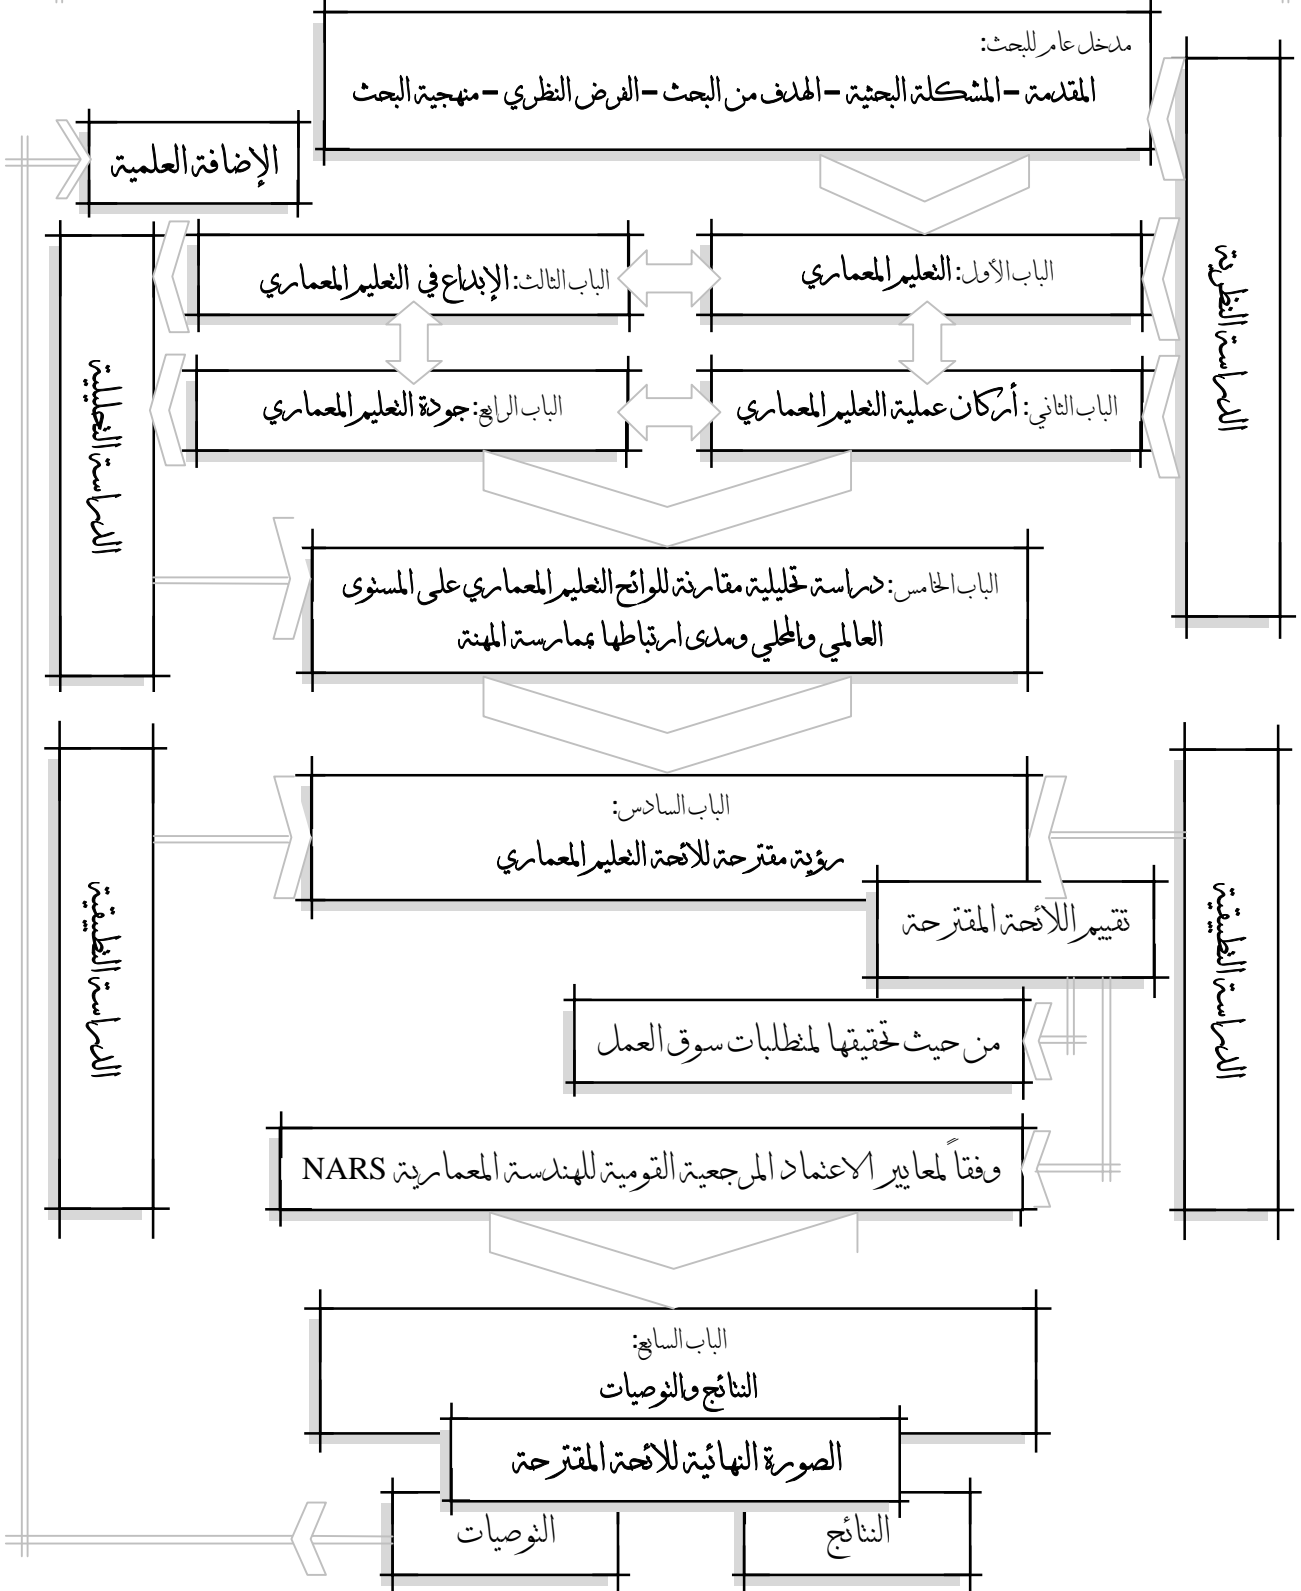 مدخل عام للبحث:
المقدمة – المشكلة البحثية – الهدف من البحث – الفرض النظري – منهجية البحث
الإضافة العلمية
الدراسة النظرية
الباب الأول: التعليم المعماري
الباب الثالث: الإبداع في التعليم المعماري
الباب الثاني: أركان عملية التعليم المعماري
الباب الرابع: جودة التعليم المعماري
الدراسة التحليلية
الباب الخامس: دراسة تحليلية مقارنة للوائح التعليم المعماري على المستوى
العالمي والمحلي ومدى ارتباطها بممارسة المهنة
الباب السادس:
رؤية مقترحة للائحة التعليم المعماري
الدراسة التطبيقية
الدراسة التطبيقية
تقييم اللائحة المقترحة
من حيث تحقيقها لمتطلبات سوق العمل
وفقاً لمعايير الاعتماد المرجعية القومية للهندسة المعمارية NARS
الباب السابع:
النتائج والتوصيات
الصورة النهائية للائحة المقترحة
النتائج
التوصيات